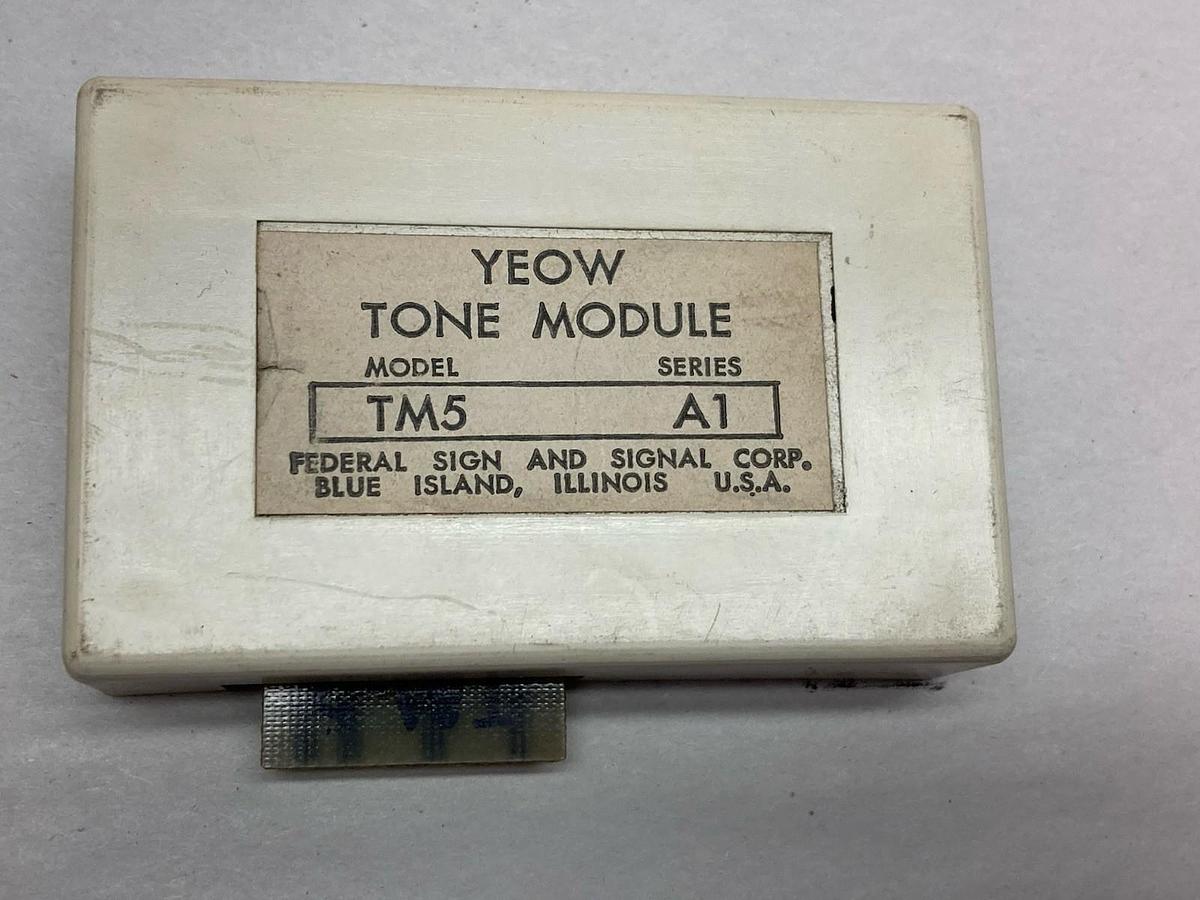 YEOW
TONE MODULE
MODEL SERIES
TM5 A1
FEDERAL SIGN AND SIGNAL CORP.
BLUE ISLAND, ILLINOIS U.S.A.